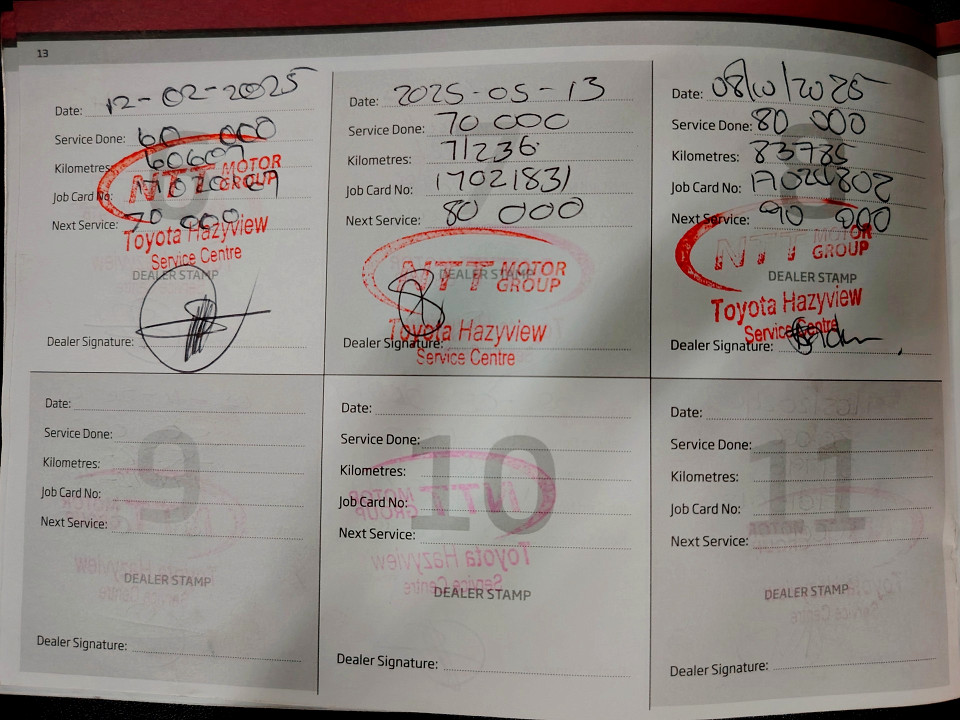 13
Date: 12-02-2025
Service Done: 60 000
Kilometres: 60607
Job Card No:
Next Service: 70 000
NTT MOTOR GROUP
Toyota Hazyview
Service Centre
DEALER STAMP
Dealer Signature:
Date: 2025-05-13
Service Done: 70 000
Kilometres: 71236
Job Card No: 17021831
Next Service: 80 000
NTT MOTOR GROUP
DEALER STAMP
Toyota Hazyview
Service Centre
Dealer Signature:
8
Date: 08/10/2025
Service Done: 80 000
Kilometres: 83785
Job Card No:
Next Service: 90 000
NTT MOTOR GROUP
DEALER STAMP
Toyota Hazyview
Service Centre
Dealer Signature:
9
Date:
Service Done:
Kilometres:
Job Card No:
Next Service:
DEALER STAMP
Dealer Signature:
10
Date:
Service Done:
Kilometres:
Job Card No:
Next Service:
DEALER STAMP
Dealer Signature:
11
Date:
Service Done:
Kilometres:
Job Card No:
Next Service:
DEALER STAMP
Dealer Signature: